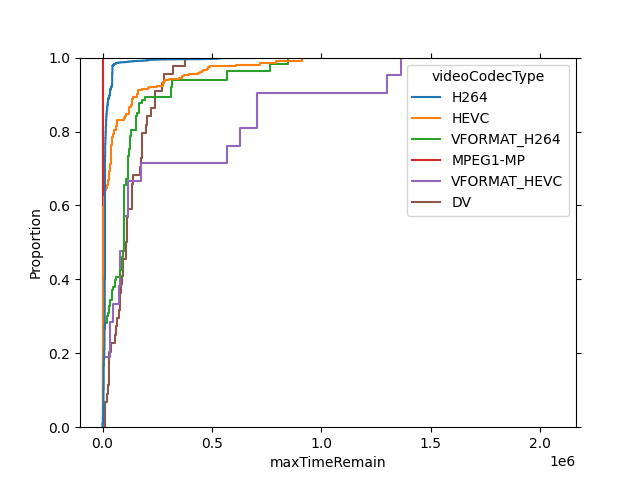 1.0
0.8
0.6
0.4
0.2
0.0
Proportion
0.0
0.5
1.0
1.5
2.0
1e6
maxTimeRemain
videoCodecType
H264
HEVC
VFORMAT_H264
MPEG1-MP
VFORMAT_HEVC
DV